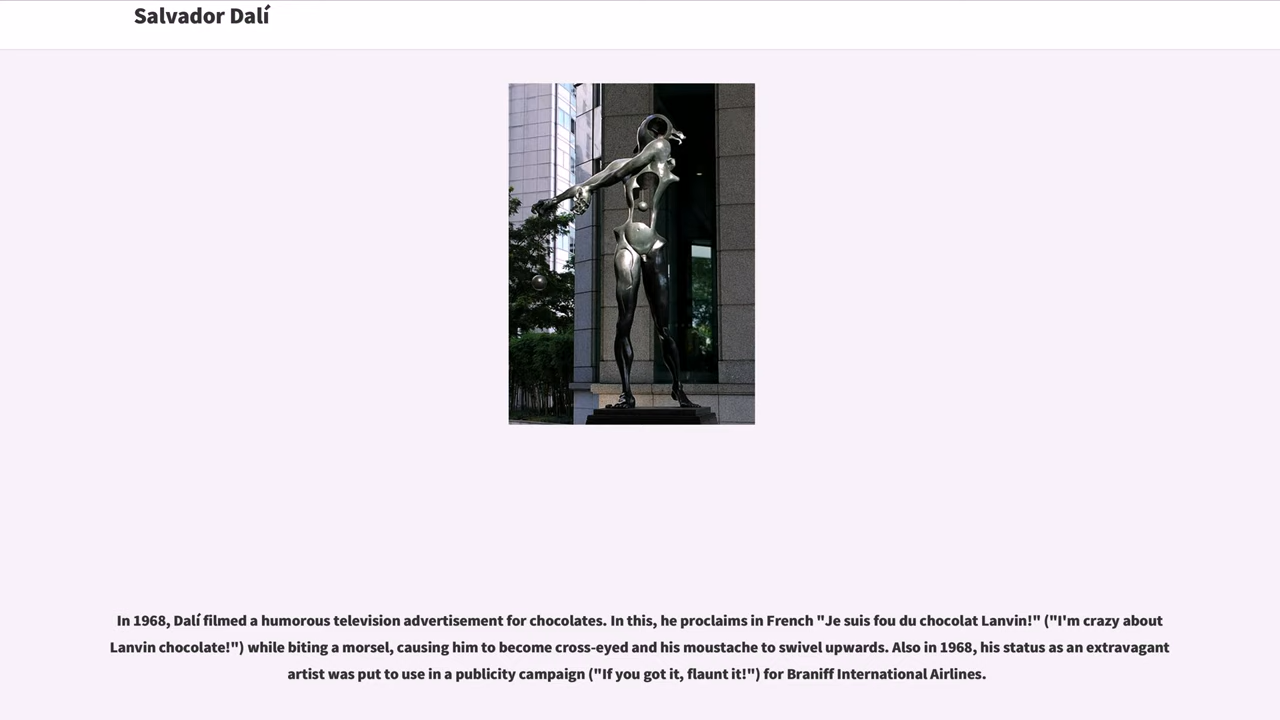 Salvador Dalí
In 1968, Dalí filmed a humorous television advertisement for chocolates. In this, he proclaims in French "Je suis fou du chocolat Lanvin!" ("I'm crazy about
Lanvin chocolate!") while biting a morsel, causing him to become cross-eyed and his moustache to swivel upwards. Also in 1968, his status as an extravagant
artist was put to use in a publicity campaign ("If you got it, flaunt it!") for Braniff International Airlines.